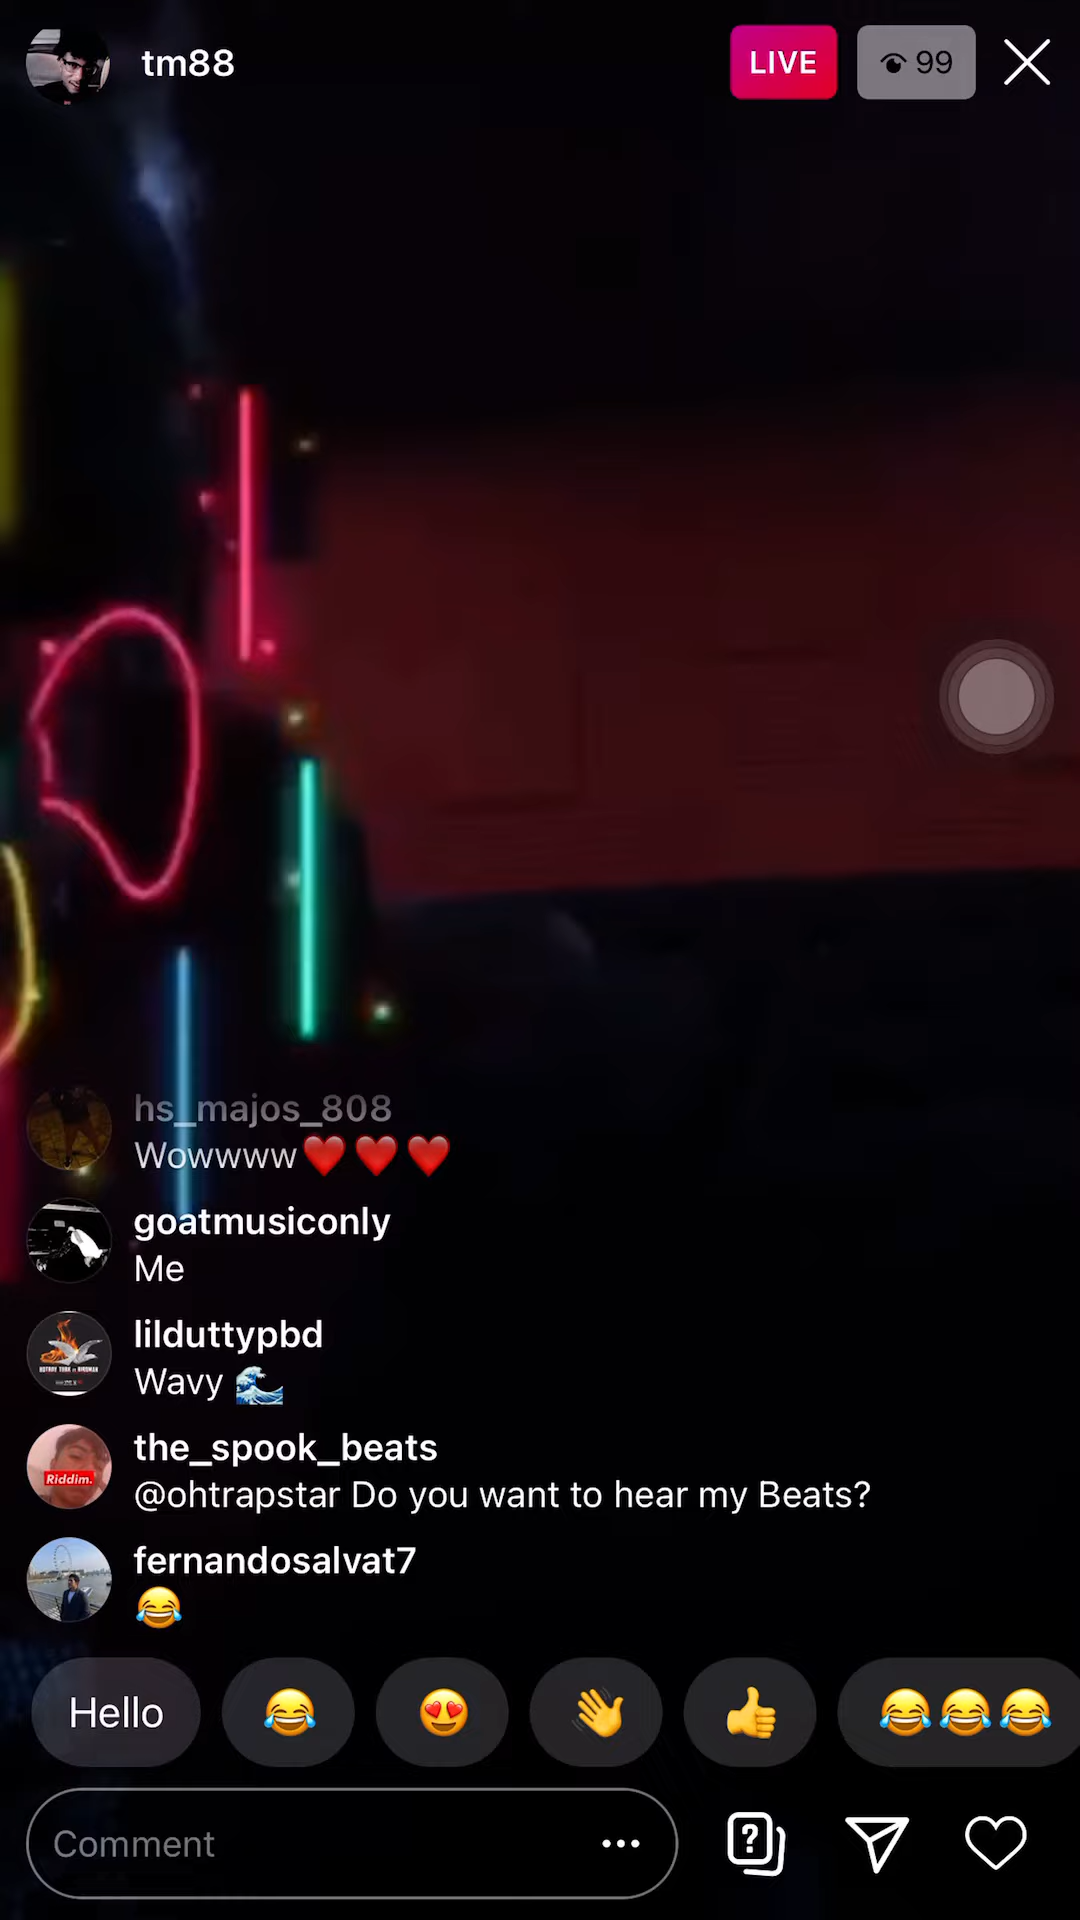 tm88
LIVE
99
hs_majos_808
Wowwww❤️❤️❤️
goatmusiconly
Me
lilduttypbd
Wavy 🌊
the_spook_beats
@ohtrapstar Do you want to hear my Beats?
Riddim.
fernandosalvat7
😂
Hello 😂 😍 👋 👍 😂😂😂
Comment